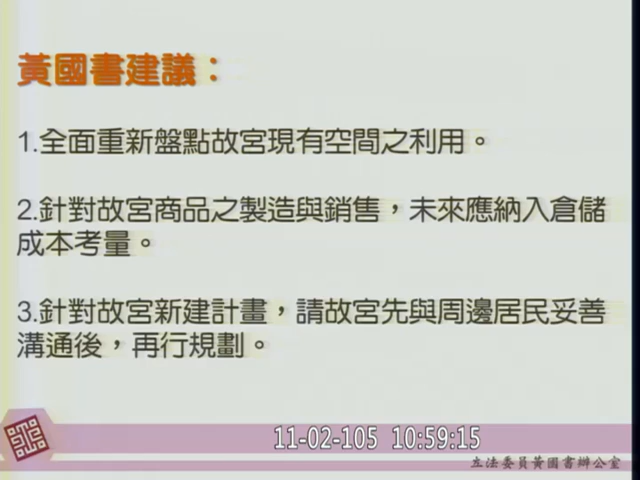 黃國書建議：
1.全面重新盤點故宮現有空間之利用。
2.針對故宮商品之製造與銷售，未來應納入倉儲
成本考量。
3.針對故宮新建計畫，請故宮先與周邊居民妥善
溝通後，再行規劃。
11-02-105 10:59:15
立法委員黃國書辦公室